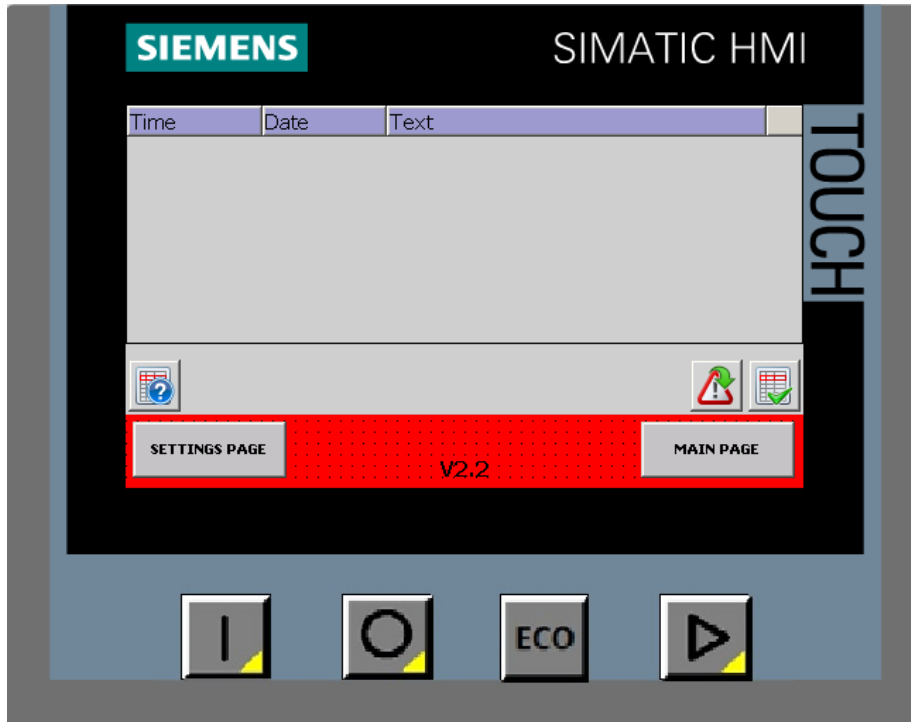 SIEMENS
SIMATIC HMI
TOUCH
Time Date Text
SETTINGS PAGE
V2.2
MAIN PAGE
ECO